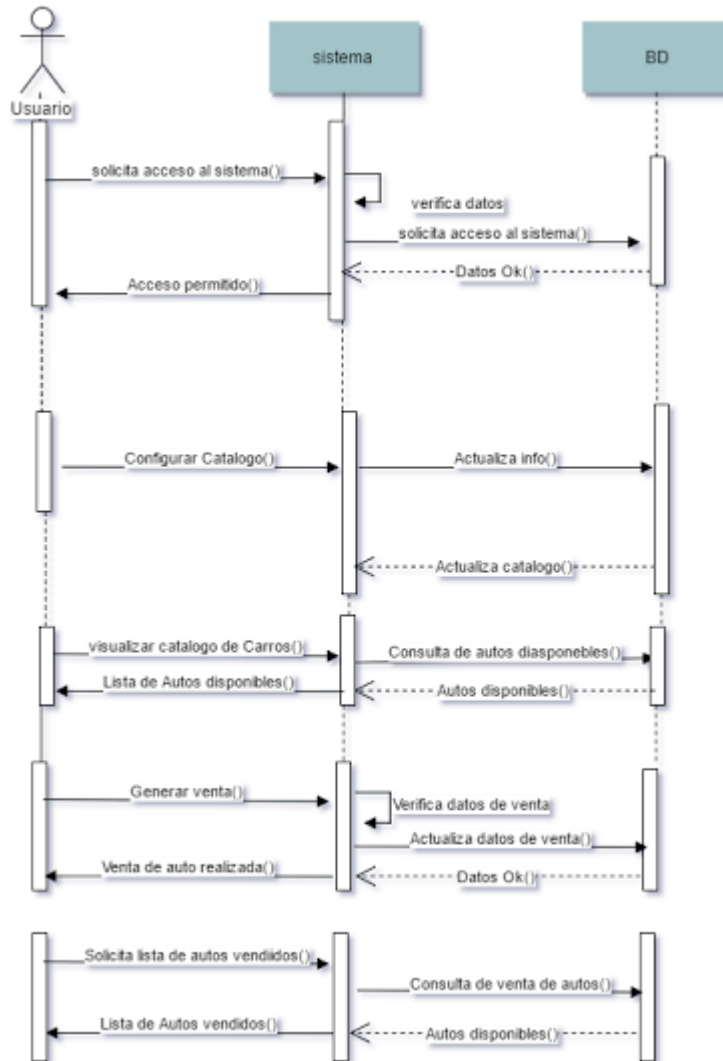 sistema
BD
Usuario
solicita acceso al sistema()
verifica datos
solicita acceso al sistema()
Datos Ok()
Acceso permitido()
Configurar Catalogo()
Actualiza info()
Actualiza catalogo()
visualizar catalogo de Carros()
Consulta de autos diasponebles()
Lista de Autos disponibles()
Autos disponibles()
Generar venta()
Verifica datos de venta
Actualiza datos de venta()
Venta de auto realizada()
Datos Ok()
Solicita lista de autos vendiidos()
Consulta de venta de autos()
Lista de Autos vendidos()
Autos disponibles()